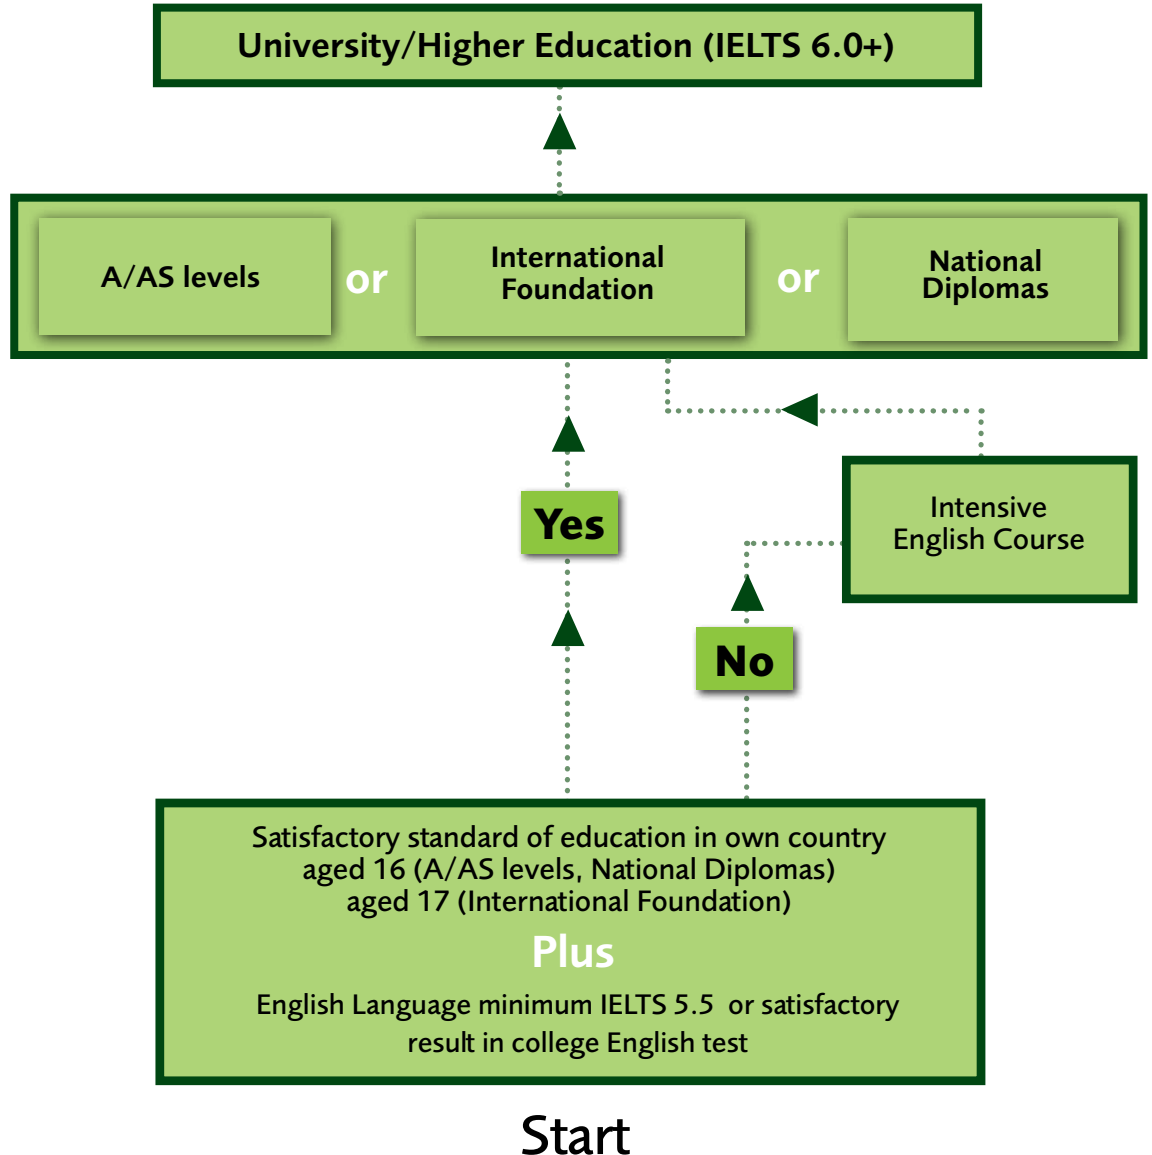 University/Higher Education (IELTS 6.0+)
A/AS levels
or
International
Foundation
or
National
Diplomas
Intensive
English Course
Yes
No
Satisfactory standard of education in own country
aged 16 (A/AS levels, National Diplomas)
aged 17 (International Foundation)
Plus
English Language minimum IELTS 5.5 or satisfactory
result in college English test
Start